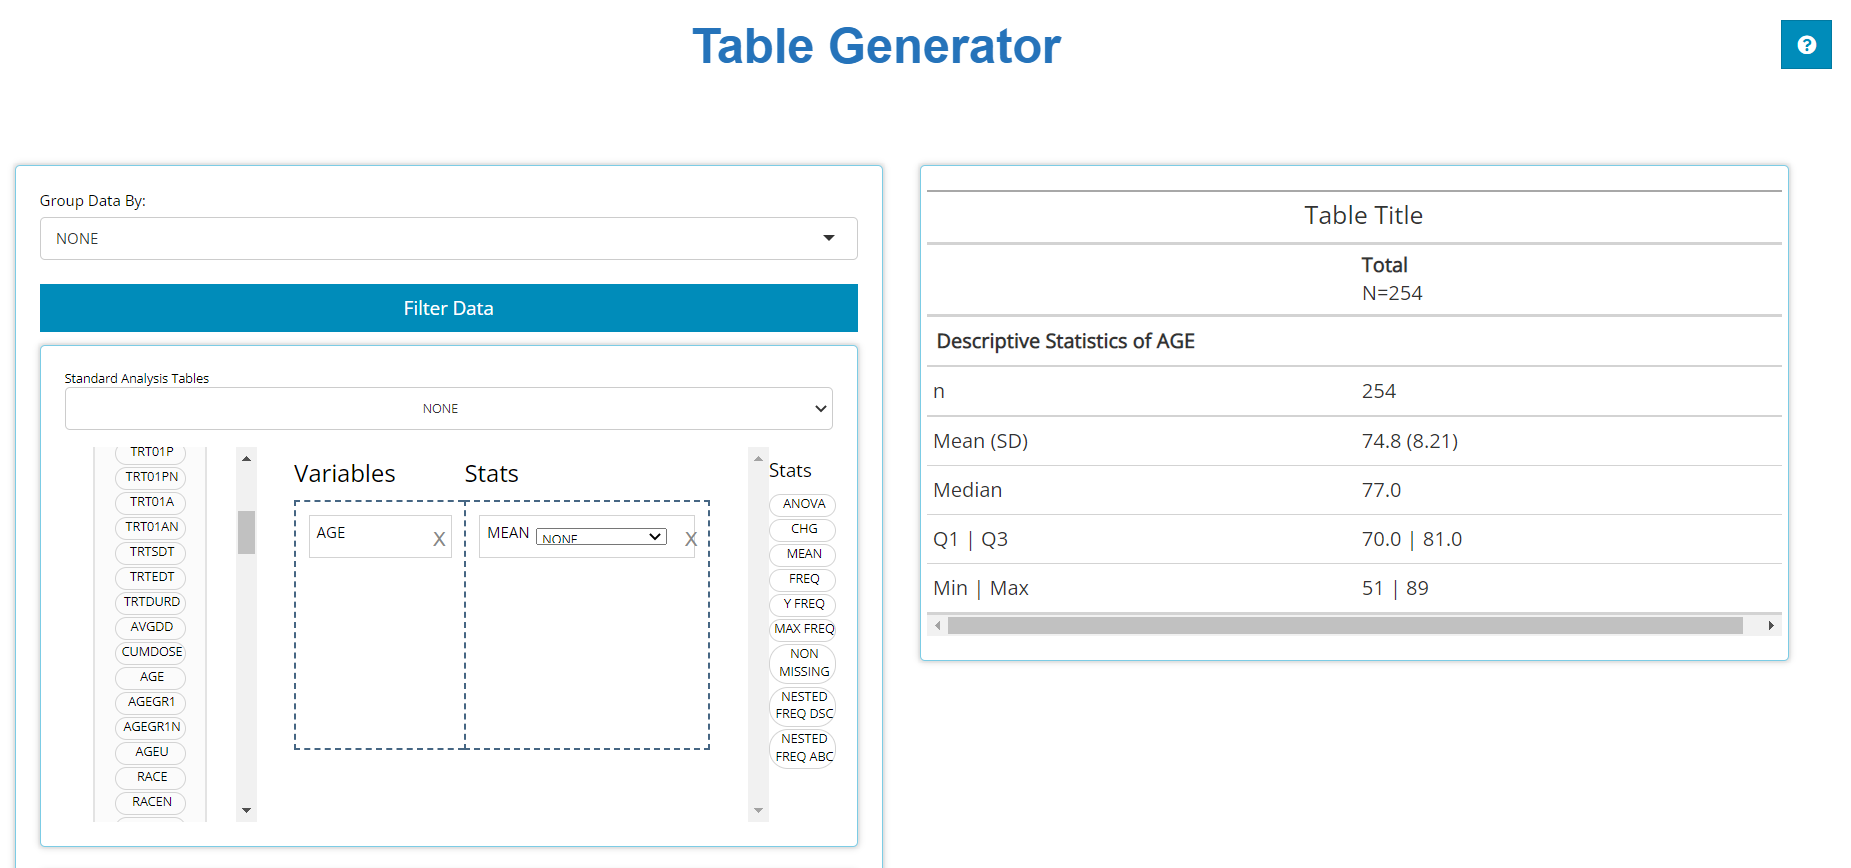 Table Generator
?
Group Data By:
NONE
Filter Data
Standard Analysis Tables
NONE
TRT01P
TRT01PN
TRT01A
TRT01AN
TRTSDT
TRTEDT
TRTDURD
AVGDD
CUMDOSE
AGE
AGEGR1
AGEGR1N
AGEU
RACE
RACEN
Variables
AGE X
Stats
MEAN NONE X
Stats
ANOVA
CHG
MEAN
FREQ
Y FREQ
MAX FREQ
NON
MISSING
NESTED
FREQ DSC
NESTED
FREQ ABC
Table Title
Total
N=254
Descriptive Statistics of AGE
n 254
Mean (SD) 74.8 (8.21)
Median 77.0
Q1 | Q3 70.0 | 81.0
Min | Max 51 | 89